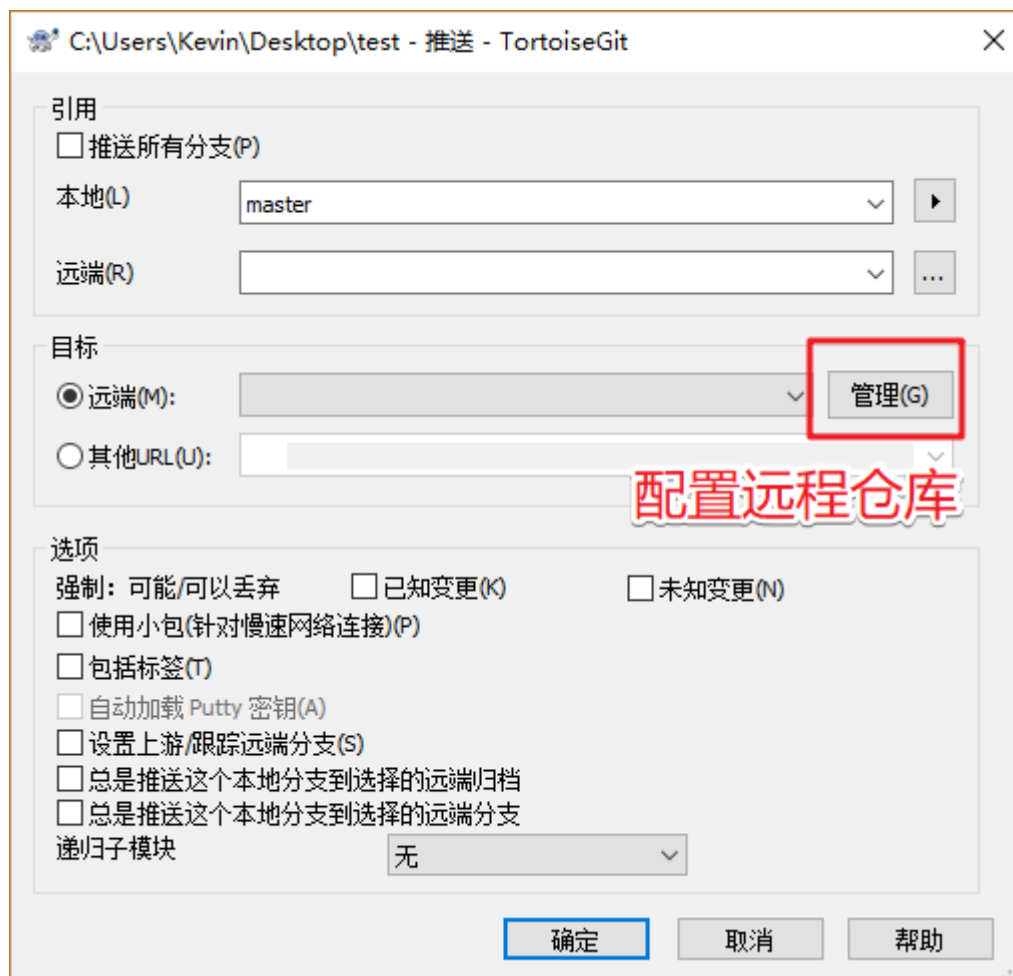 C:\Users\Kevin\Desktop\test - 推送 - TortoiseGit
引用
推送所有分支(P)
本地(L) master
远端(R) ...
目标
远端(M): 管理(G)
其他URL(U):
配置远程仓库
选项
强制：可能/可以丢弃 已知变更(K) 未知变更(N)
使用小包(针对慢速网络连接)(P)
包括标签(T)
自动加载 Putty 密钥(A)
设置上游/跟踪远端分支(S)
总是推送这个本地分支到选择的远端归档
总是推送这个本地分支到选择的远端分支
递归子模块 无
确定 取消 帮助